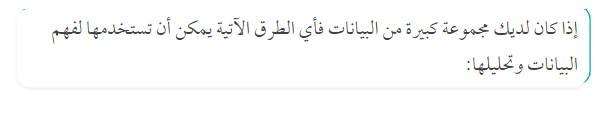 إذا كان لديك مجموعة كبيرة من البيانات فأي الطرق الآتية يمكن أن تستخدمها لفهم
البيانات وتحليلها: